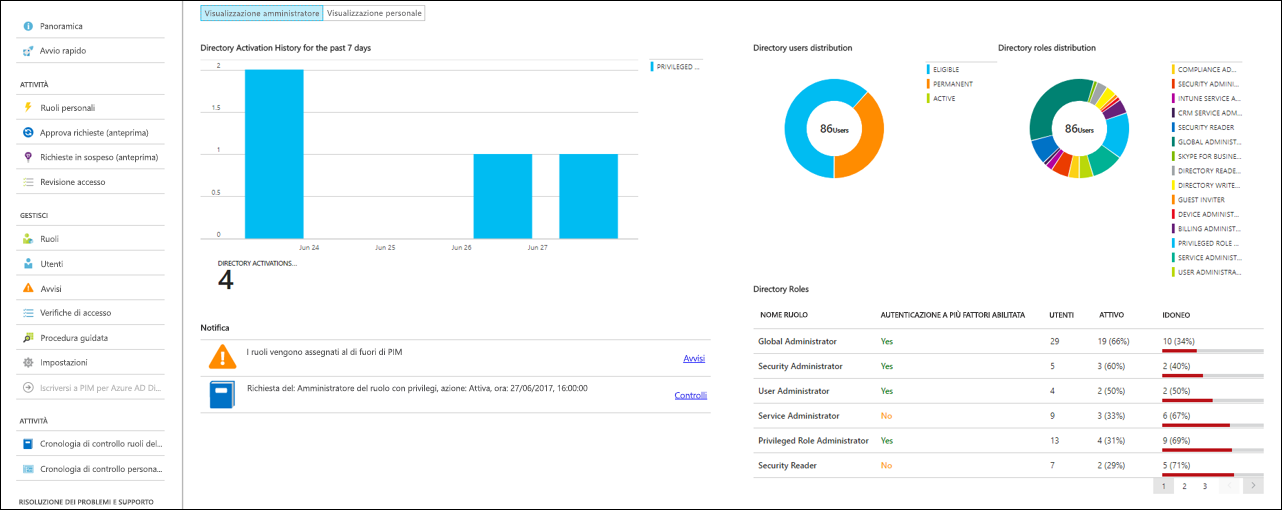 Panoramica
Avvio rapido
ATTIVITÀ
Ruoli personali
Approva richieste (anteprima)
Richieste in sospeso (anteprima)
Revisione accesso
GESTISCI
Ruoli
Utenti
Avvisi
Verifiche di accesso
Procedura guidata
Impostazioni
Iscriversi a PIM per Azure AD Di...
ATTIVITÀ
Cronologia di controllo ruoli del...
Cronologia di controllo persona...
RISOLUZIONE DEI PROBLEMI E SUPPORTO
Visualizzazione amministratore Visualizzazione personale
Directory Activation History for the past 7 days
PRIVILEGED ...
2
1.5
1
0.5
0
Jun 24 Jun 25 Jun 26 Jun 27
DIRECTORY ACTIVATIONS...
4
Notifica
I ruoli vengono assegnati al di fuori di PIM
Avvisi
Richiesta del: Amministratore del ruolo con privilegi, azione: Attiva, ora: 27/06/2017, 16:00:00
Controlli
Directory users distribution
86Users
ELIGIBLE
PERMANENT
ACTIVE
Directory roles distribution
86Users
COMPLIANCE AD...
SECURITY ADMINI...
INTUNE SERVICE A...
CRM SERVICE ADM...
SECURITY READER
GLOBAL ADMINIST...
SKYPE FOR BUSINE...
DIRECTORY READE...
DIRECTORY WRITE...
GUEST INVITER
DEVICE ADMINIST...
BILLING ADMINIST...
PRIVILEGED ROLE ...
SERVICE ADMINIST...
USER ADMINISTRA...
Directory Roles
NOME RUOLO AUTENTICAZIONE A PIÙ FATTORI ABILITATA UTENTI ATTIVO IDONEO
Global Administrator Yes 29 19 (66%) 10 (34%)
Security Administrator Yes 5 3 (60%) 2 (40%)
User Administrator Yes 4 2 (50%) 2 (50%)
Service Administrator No 9 3 (33%) 6 (67%)
Privileged Role Administrator Yes 13 4 (31%) 9 (69%)
Security Reader No 7 2 (29%) 5 (71%)
1 2 3